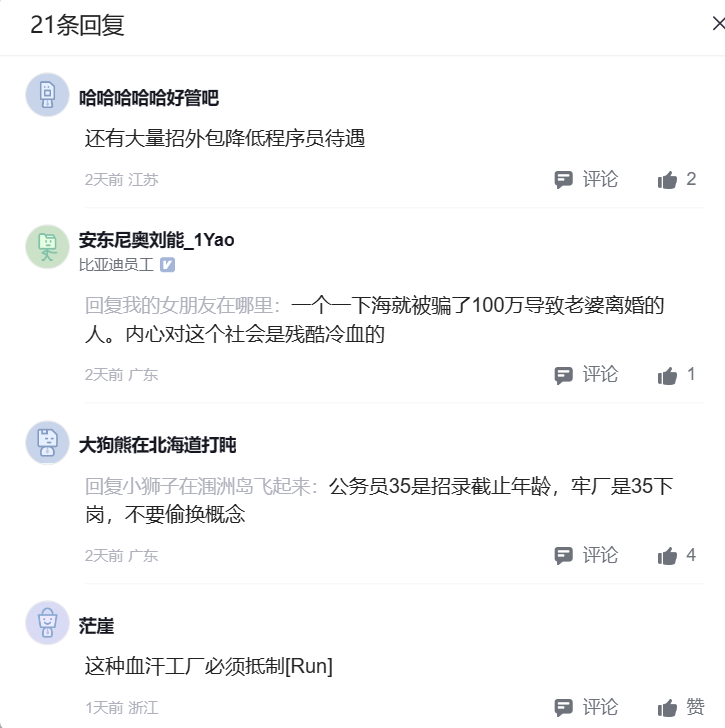 21条回复
哈哈哈哈哈好管吧
还有大量招外包降低程序员待遇
2天前 江苏
评论
2
安东尼奥刘能_1Yao
比亚迪员工
回复我的女朋友在哪里：一个一下海就被骗了100万导致老婆离婚的
人。内心对这个社会是残酷冷血的
2天前 广东
评论
1
大狗熊在北海道打盹
回复小狮子在涠洲岛飞起来：公务员35是招录截止年龄，牢厂是35下
岗，不要偷换概念
2天前 广东
评论
4
茫崖
这种血汗工厂必须抵制[Run]
1天前 浙江
评论
赞